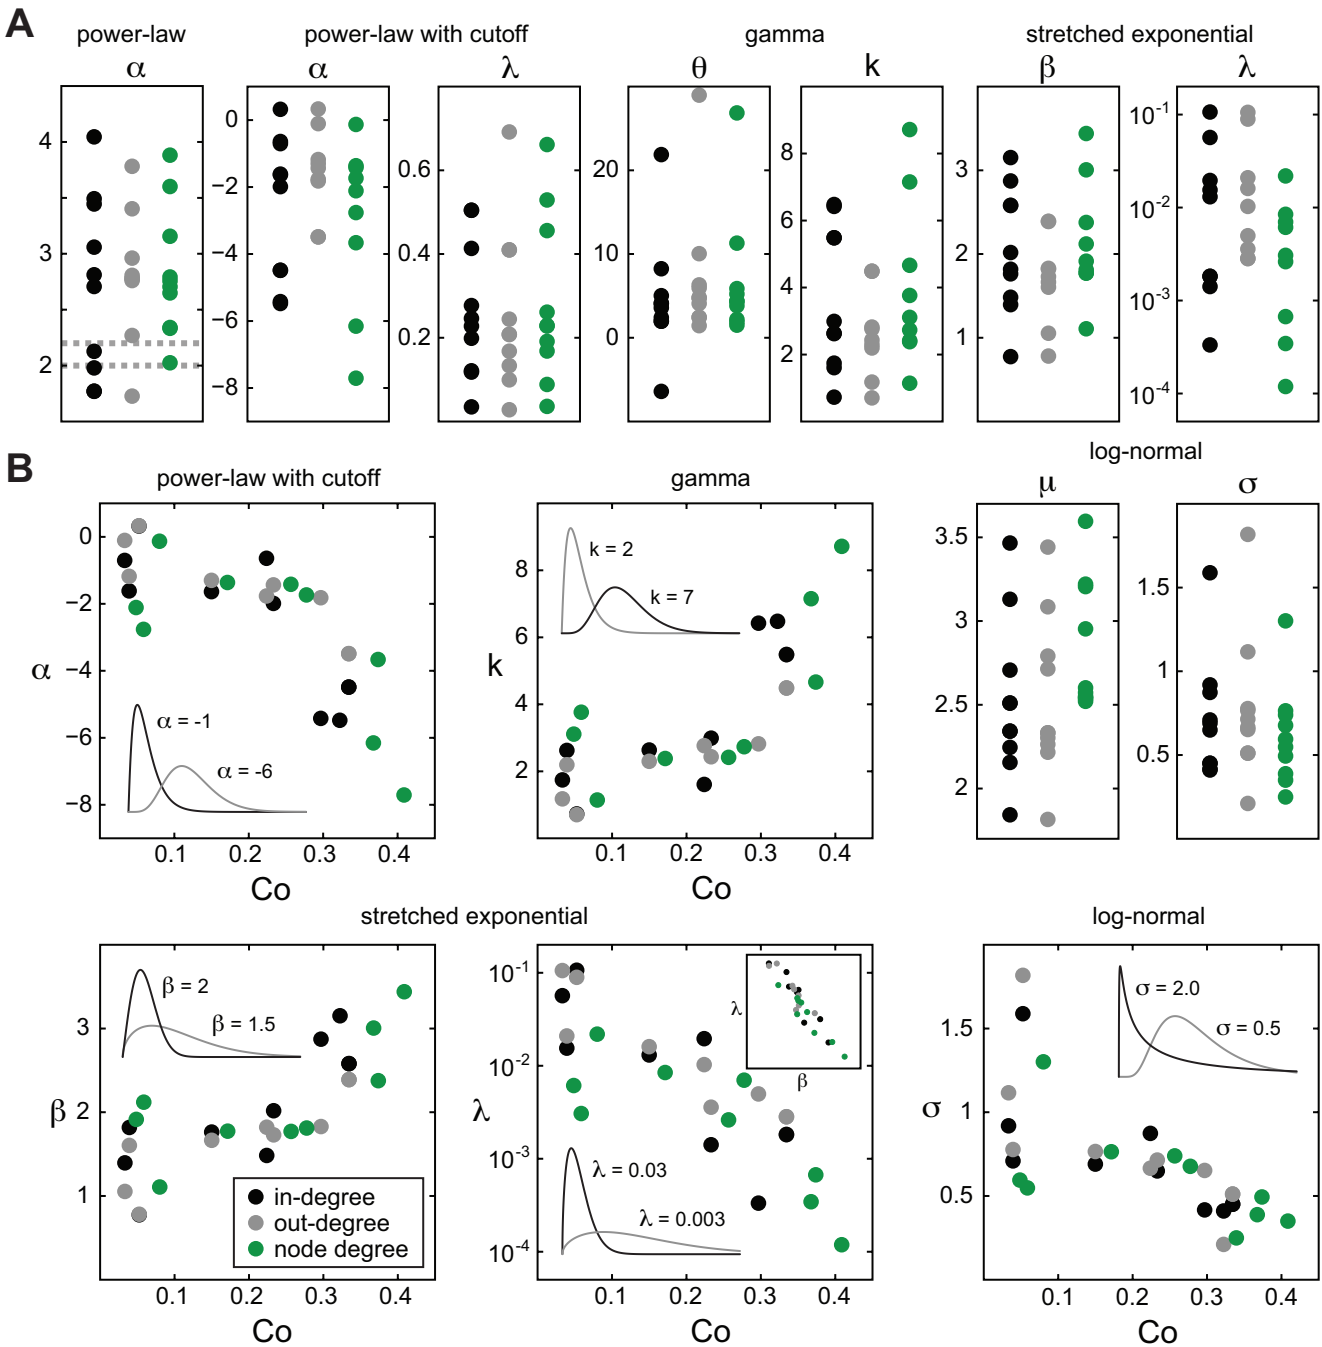 A
power-law
power-law with cutoff
gamma
stretched exponential
α
α
λ
θ
k
β
λ
4
3
2
0
−2
−4
−6
−8
0.6
0.4
0.2
20
10
0
8
6
4
2
3
2
1
10⁻¹
10⁻²
10⁻³
10⁻⁴
B
power-law with cutoff
α
0
−2
−4
−6
−8
α = -1
α = -6
0.1 0.2 0.3 0.4
Co
gamma
k
8
6
4
2
k = 2
k = 7
0.1 0.2 0.3 0.4
Co
log-normal
μ
σ
3.5
3
2.5
2
1.5
1
0.5
stretched exponential
β
3
2
1
β = 2
β = 1.5
in-degree
out-degree
node degree
0.1 0.2 0.3 0.4
Co
λ
10⁻¹
10⁻²
10⁻³
10⁻⁴
λ
β
λ = 0.03
λ = 0.003
0.1 0.2 0.3 0.4
Co
log-normal
σ
1.5
1
0.5
σ = 2.0
σ = 0.5
0.1 0.2 0.3 0.4
Co